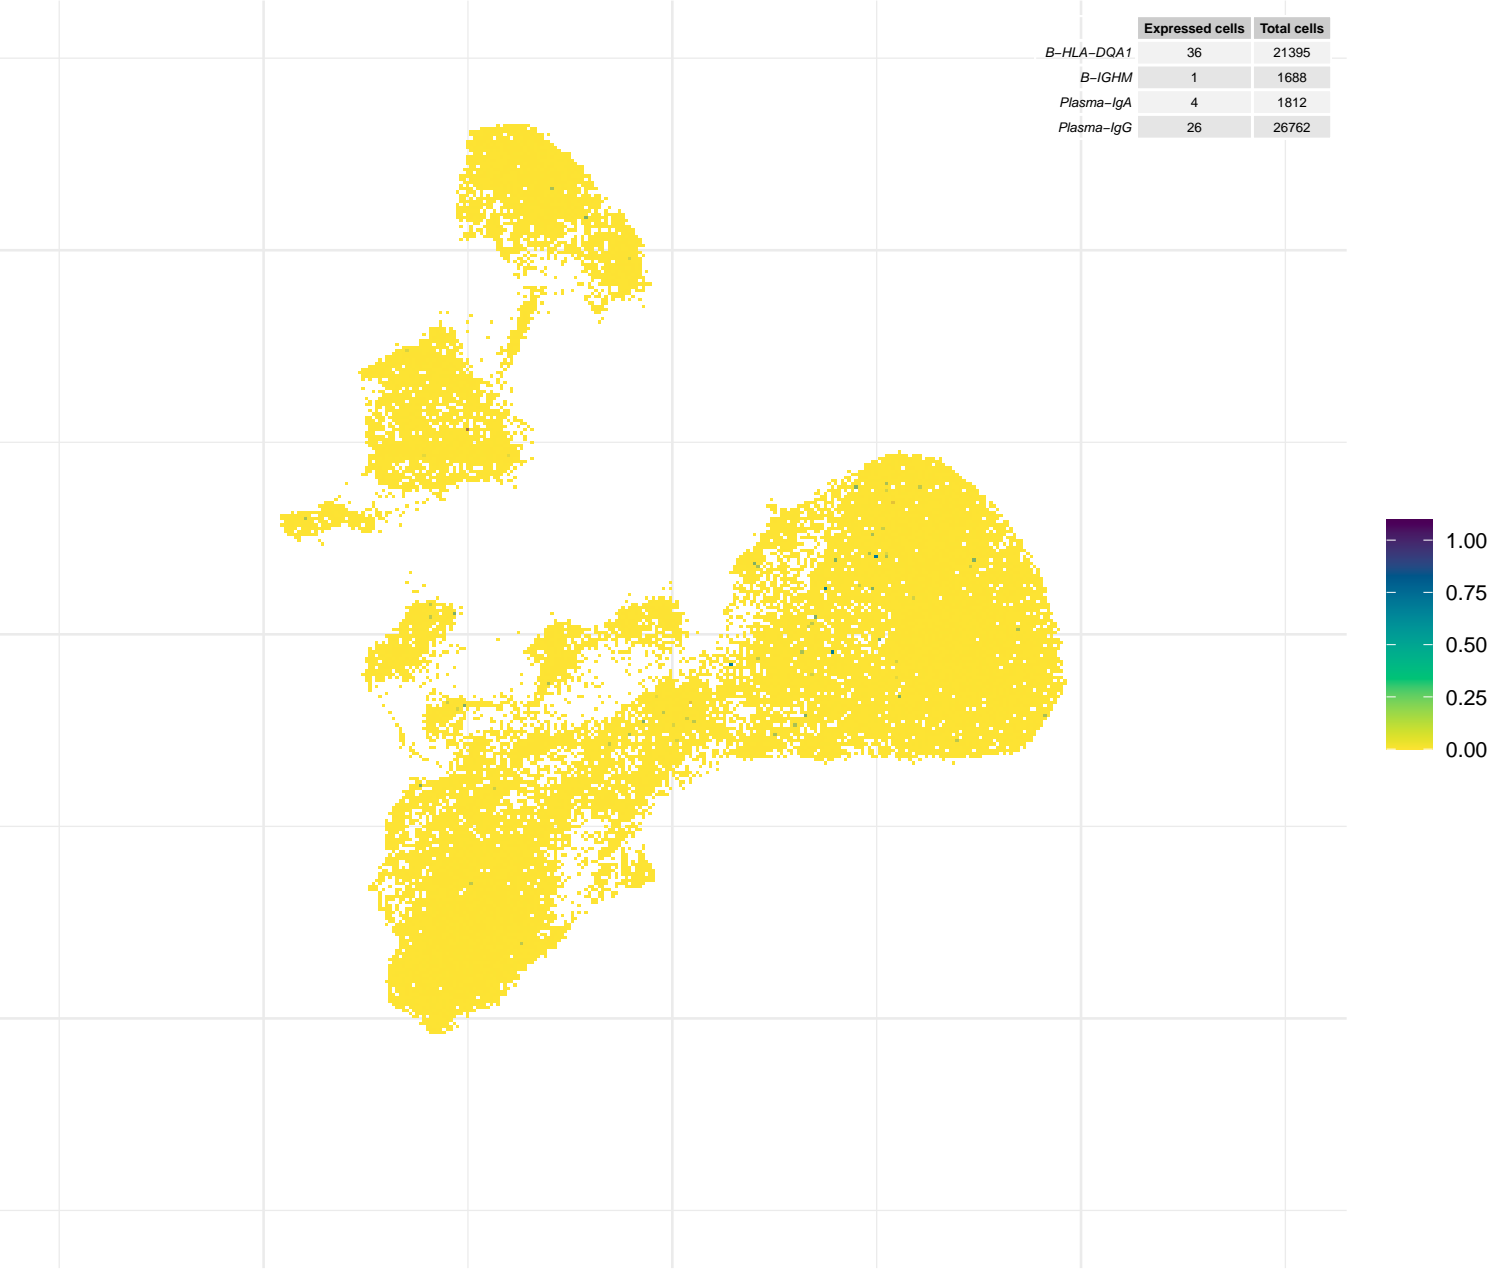 Expressed cells Total cells
B−HLA−DQA1 36 21395
B−IGHM 1 1688
Plasma−IgA 4 1812
Plasma−IgG 26 26762
1.00
0.75
0.50
0.25
0.00